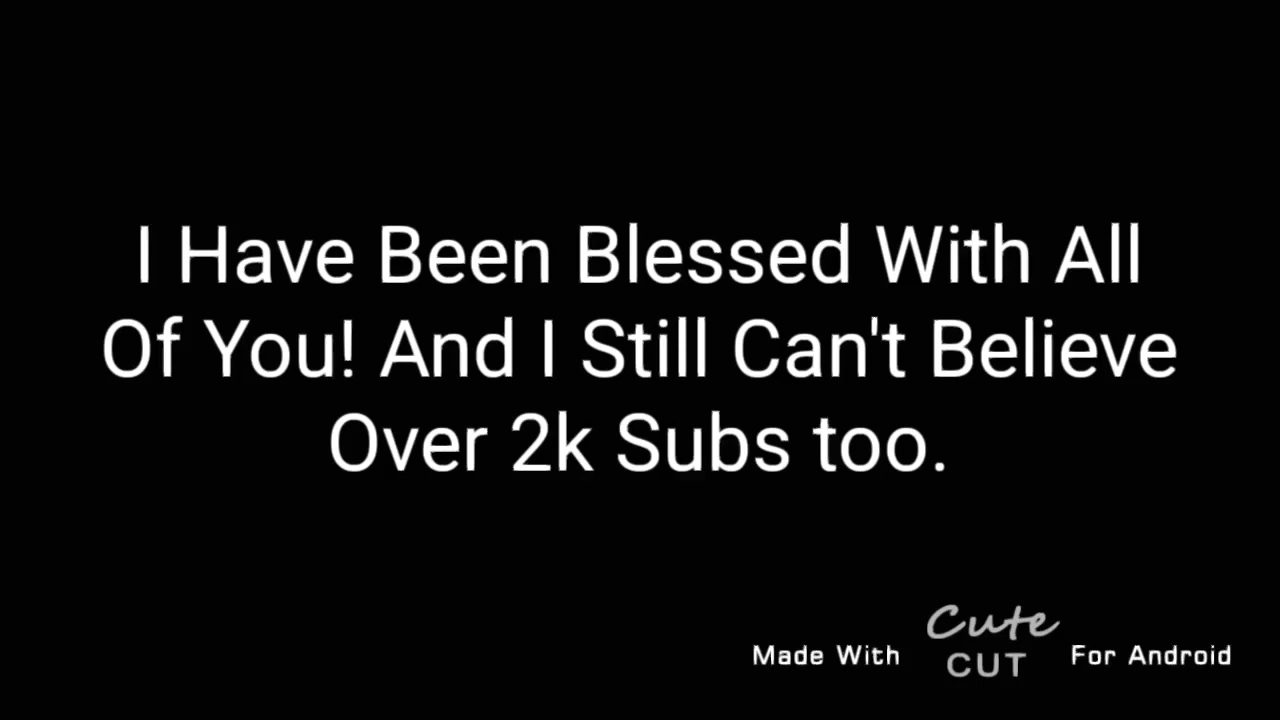 I Have Been Blessed With All
Of You! And I Still Can't Believe
Over 2k Subs too.
Made With Cute CUT For Android